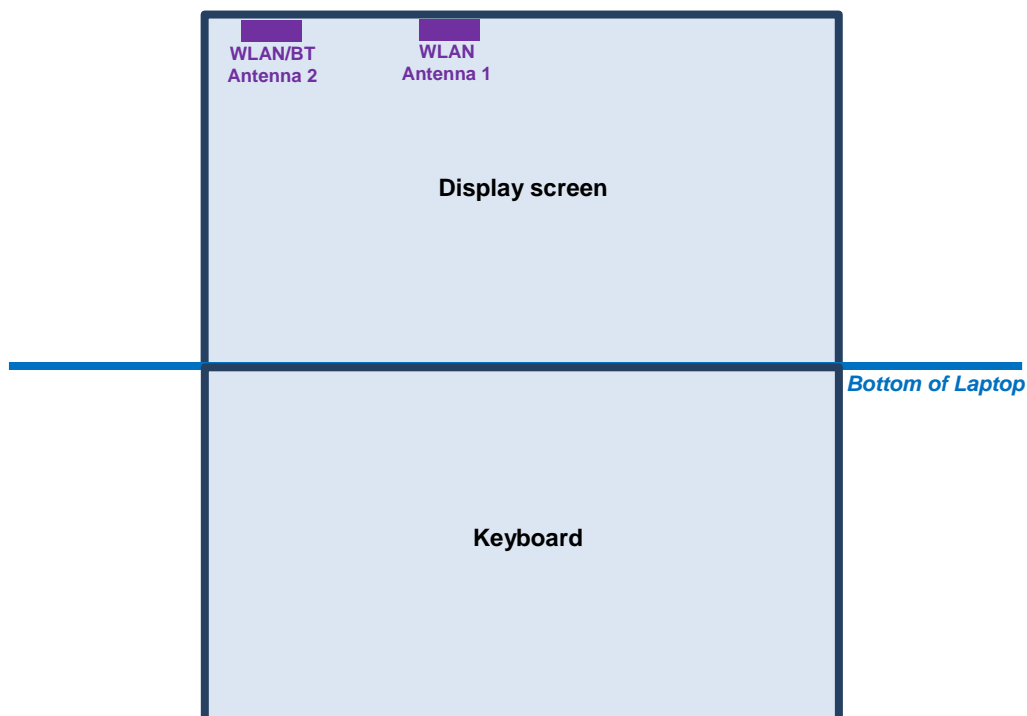 WLAN/BT
Antenna 2
WLAN
Antenna 1
Display screen
Bottom of Laptop
Keyboard